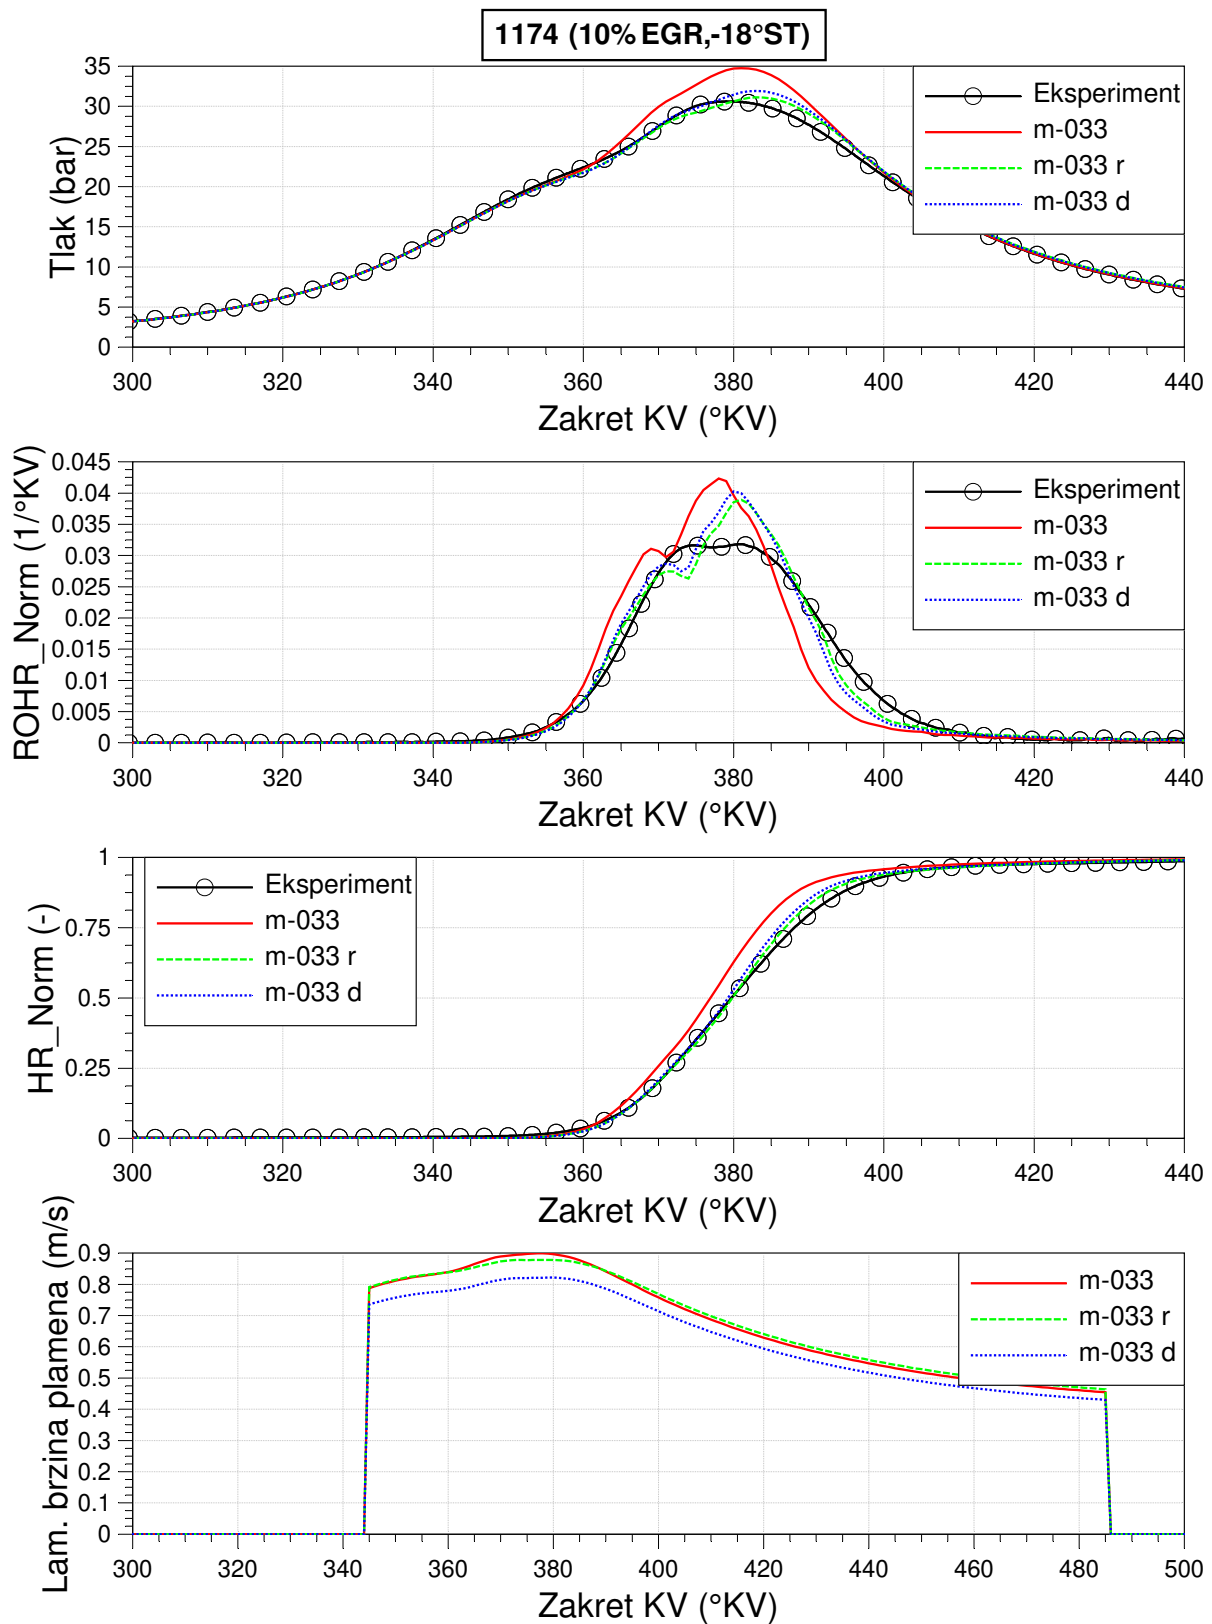 1174 (10% EGR,-18°ST)
Tlak (bar)
35
30
25
20
15
10
5
0
Eksperiment
m-033
m-033 r
m-033 d
300 320 340 360 380 400 420 440
Zakret KV (°KV)
ROHR_Norm (1/°KV)
0.045
0.04
0.035
0.03
0.025
0.02
0.015
0.01
0.005
0
Eksperiment
m-033
m-033 r
m-033 d
300 320 340 360 380 400 420 440
Zakret KV (°KV)
HR_Norm (-)
1
0.75
0.5
0.25
0
Eksperiment
m-033
m-033 r
m-033 d
300 320 340 360 380 400 420 440
Zakret KV (°KV)
Lam. brzina plamena (m/s)
0.9
0.8
0.7
0.6
0.5
0.4
0.3
0.2
0.1
0
m-033
m-033 r
m-033 d
300 320 340 360 380 400 420 440 460 480 500
Zakret KV (°KV)